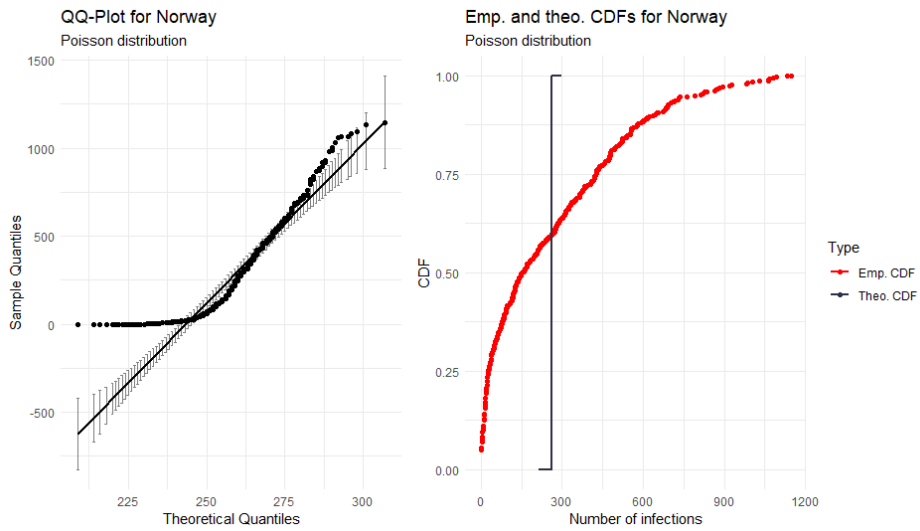 QQ-Plot for Norway
Poisson distribution
1500
1000
500
0
-500
Sample Quantiles
225
250
275
300
Theoretical Quantiles
Emp. and theo. CDFs for Norway
Poisson distribution
1.00
0.75
0.50
0.25
0.00
CDF
0
300
600
900
1200
Number of infections
Type
Emp. CDF
Theo. CDF